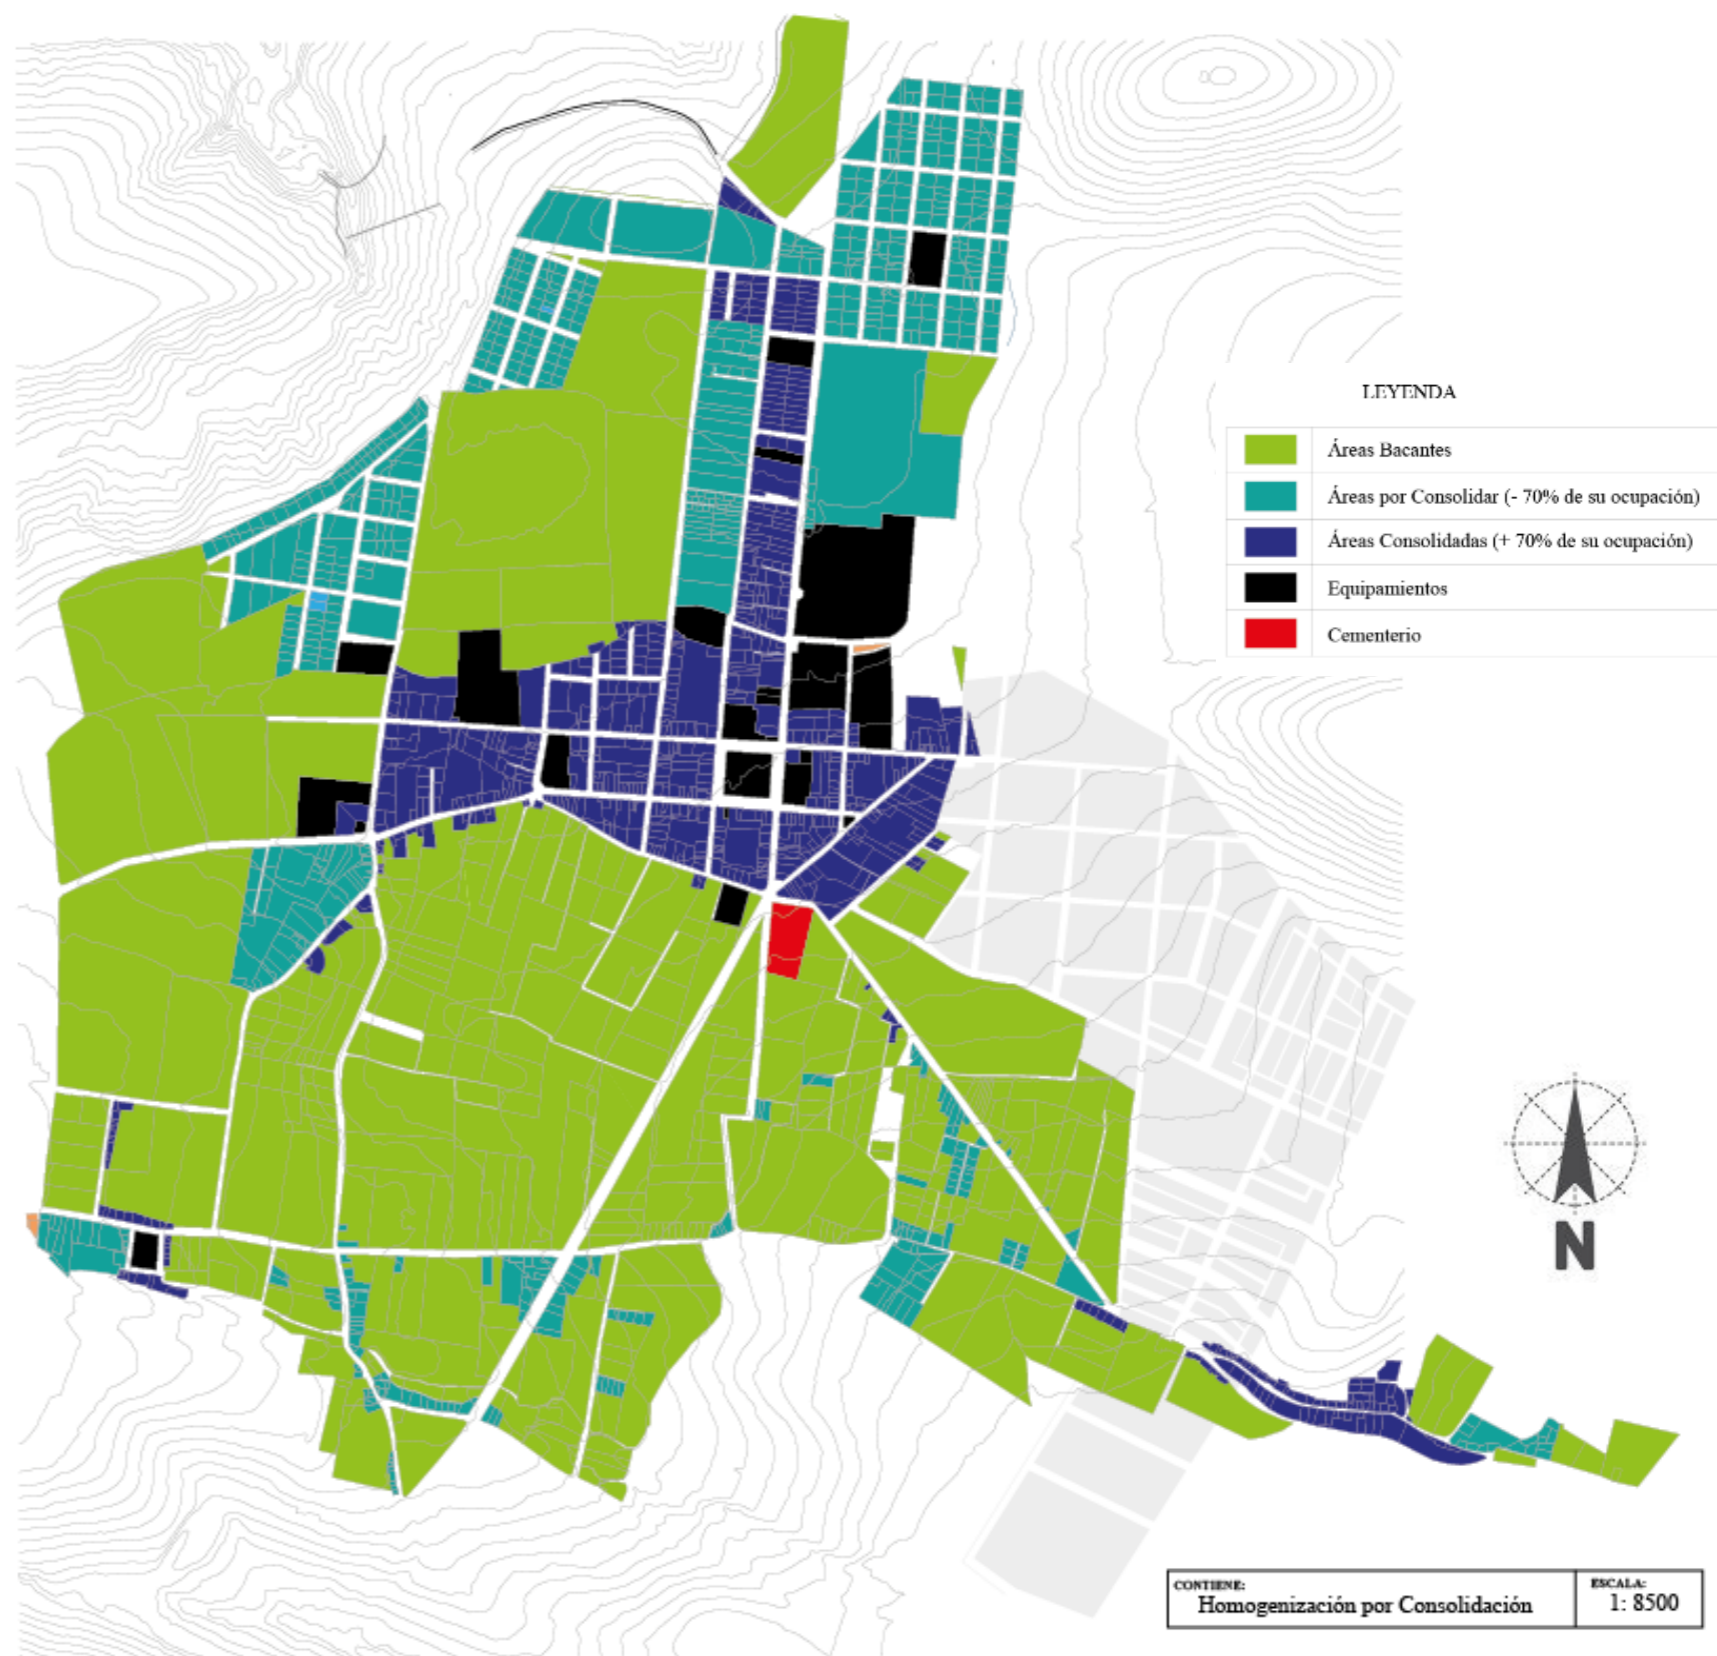 LEYENDA
Áreas Bacantes
Áreas por Consolidar (- 70% de su ocupación)
Áreas Consolidadas (+ 70% de su ocupación)
Equipamientos
Cementerio
N
CONTIENE:
Homogenización por Consolidación
ESCALA:
1: 8500